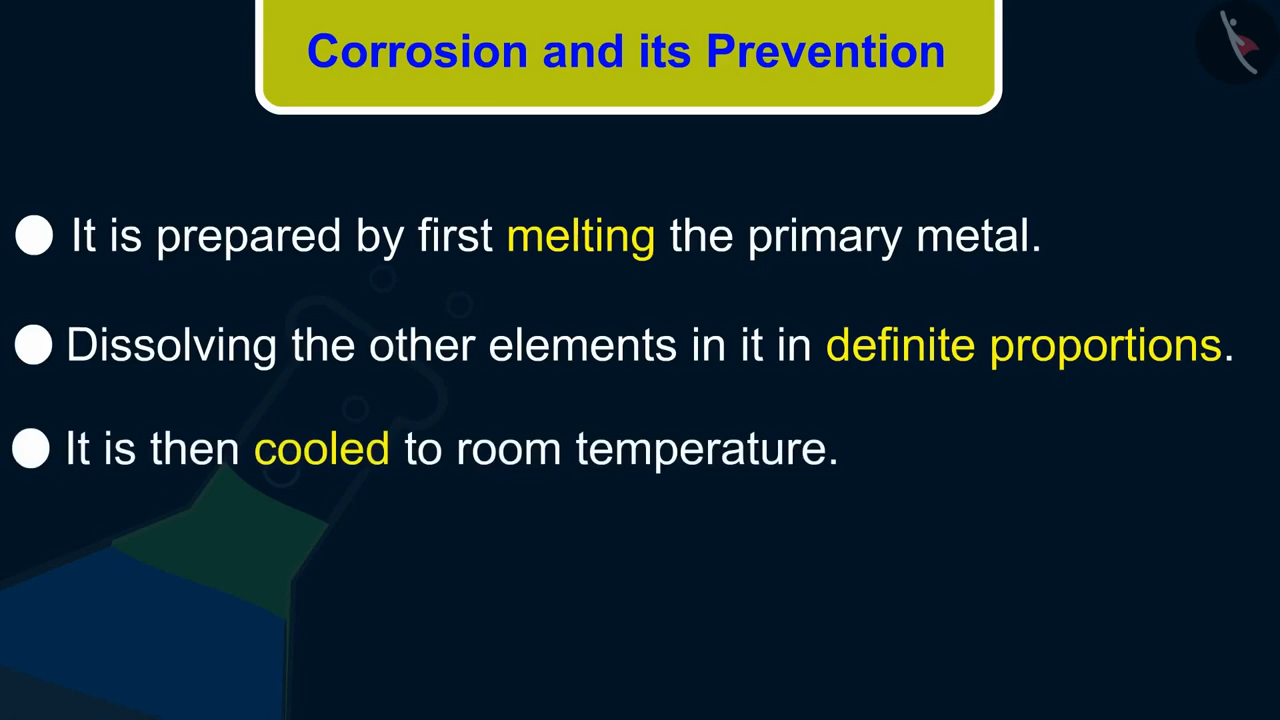 Corrosion and its Prevention
It is prepared by first melting the primary metal.
Dissolving the other elements in it in definite proportions.
It is then cooled to room temperature.